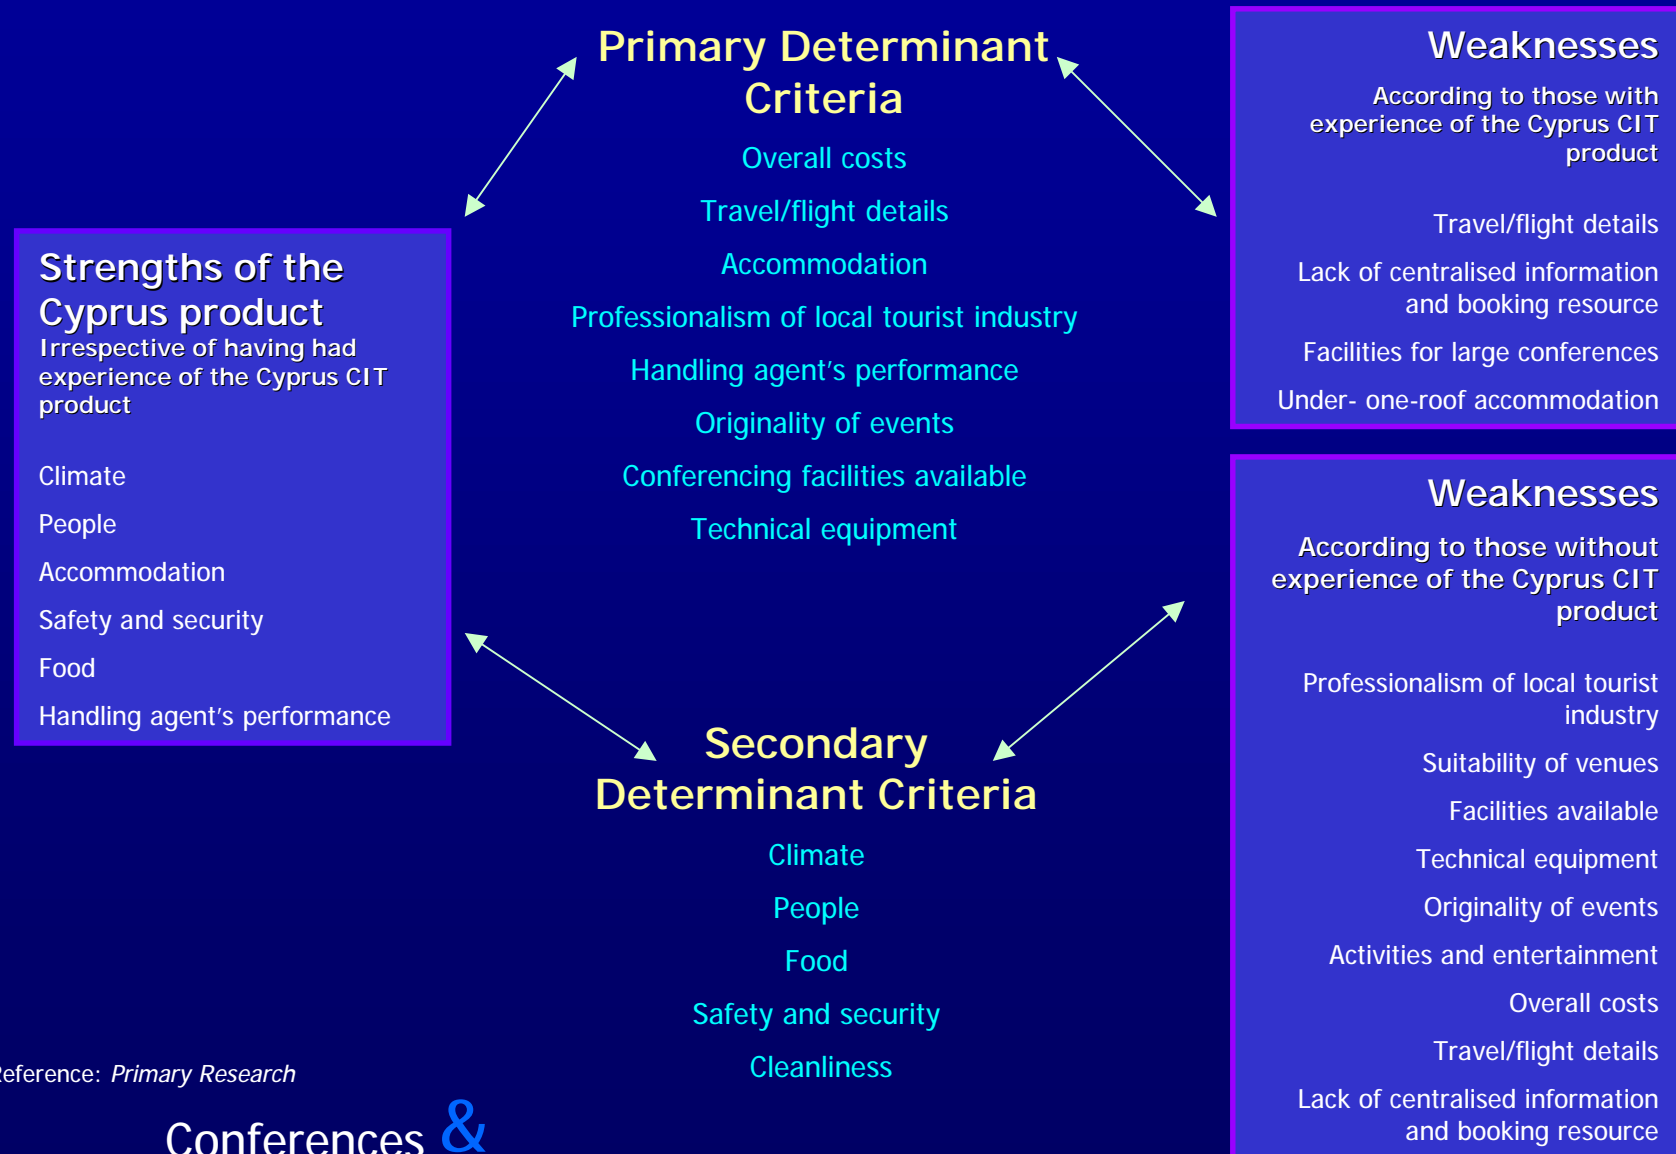 Primary Determinant
Criteria
Overall costs
Travel/flight details
Accommodation
Professionalism of local tourist industry
Handling agent's performance
Originality of events
Conferencing facilities available
Technical equipment
Strengths of the
Cyprus product
Irrespective of having had
experience of the Cyprus CIT
product
Climate
People
Accommodation
Safety and security
Food
Handling agent's performance
Secondary
Determinant Criteria
Climate
People
Food
Safety and security
Cleanliness
Weaknesses
According to those with
experience of the Cyprus CIT
product
Travel/flight details
Lack of centralised information
and booking resource
Facilities for large conferences
Under- one-roof accommodation
Weaknesses
According to those without
experience of the Cyprus CIT
product
Professionalism of local tourist
industry
Suitability of venues
Facilities available
Technical equipment
Originality of events
Activities and entertainment
Overall costs
Travel/flight details
Lack of centralised information
and booking resource
Reference: Primary Research
Conferences &